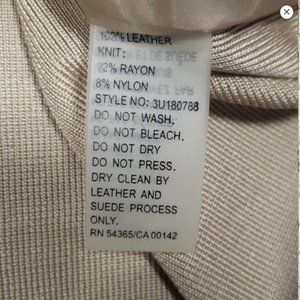 100% LEATHER
KNIT:
92% RAYON
8% NYLON
STYLE NO: 3U180788
DO NOT WASH.
DO NOT BLEACH.
DO NOT DRY
DO NOT PRESS.
DRY CLEAN BY
LEATHER AND
SUEDE PROCESS
ONLY.
RN 54365/CA 00142